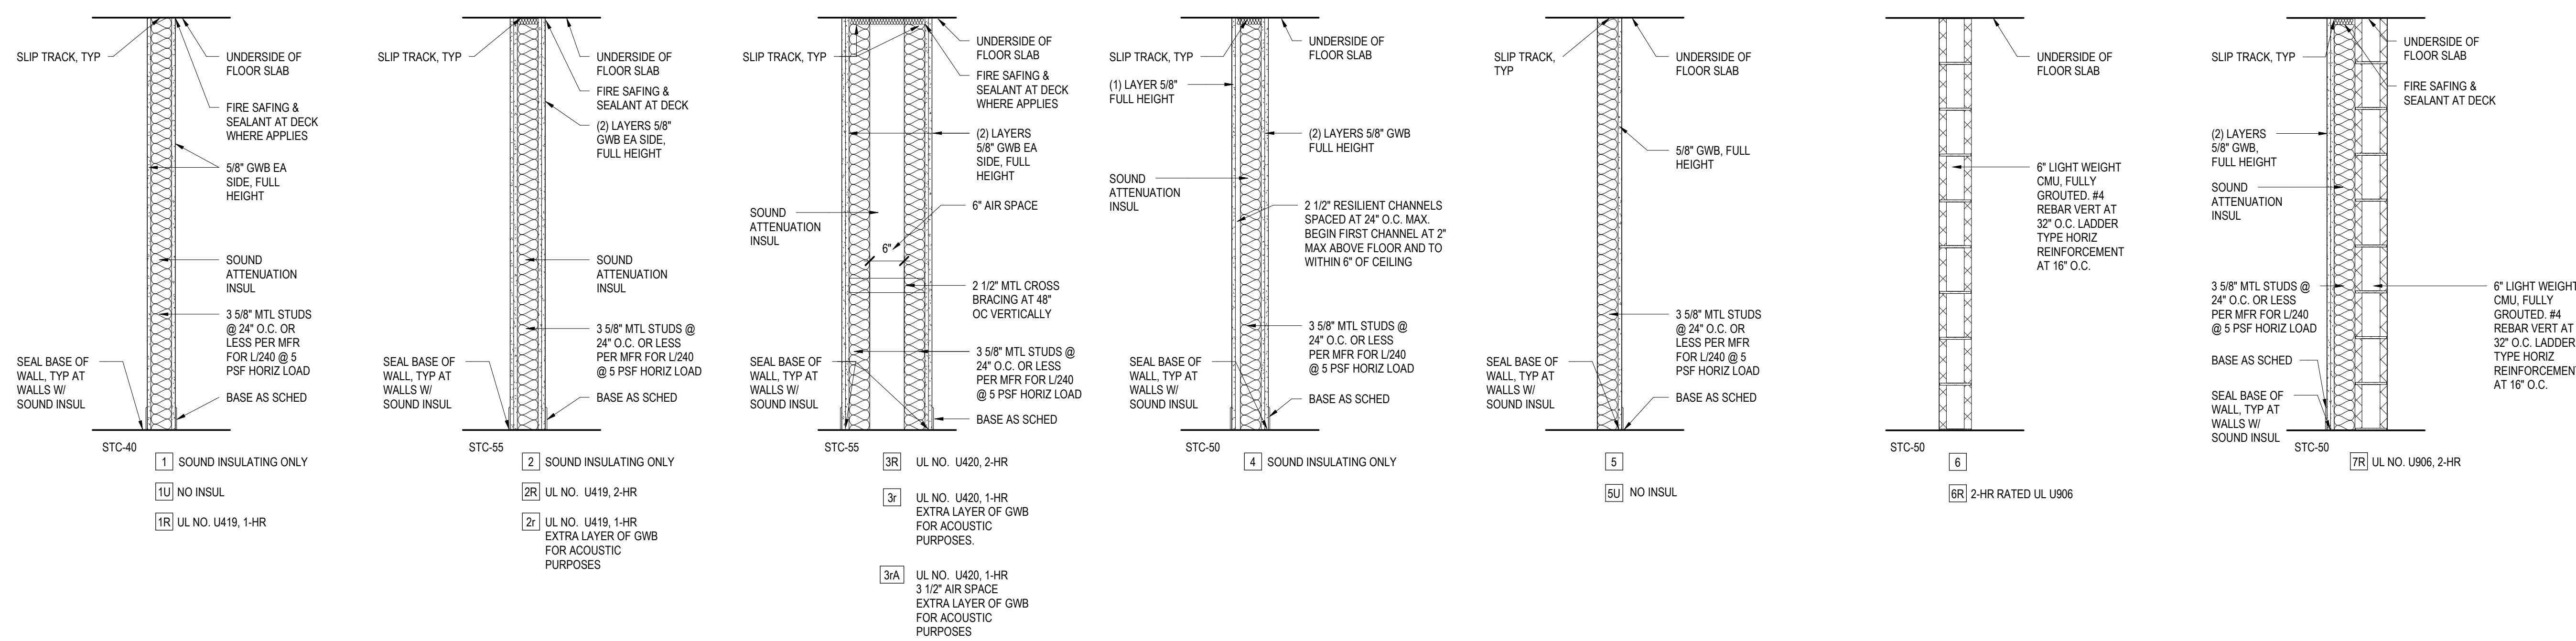 SLIP TRACK, TYP
UNDERSIDE OF
FLOOR SLAB
FIRE SAFING &
SEALANT AT DECK
WHERE APPLIES
5/8" GWB EA
SIDE, FULL
HEIGHT
SOUND
ATTENUATION
INSUL
3 5/8" MTL STUDS
@ 24" O.C. OR
LESS PER MFR
FOR L/240 @ 5
PSF HORIZ LOAD
SEAL BASE OF
WALL, TYP AT
WALLS W/
SOUND INSUL
BASE AS SCHED
STC-40
1 SOUND INSULATING ONLY
1U NO INSUL
1R UL NO. U419, 1-HR
SLIP TRACK, TYP
UNDERSIDE OF
FLOOR SLAB
FIRE SAFING &
SEALANT AT DECK
(2) LAYERS 5/8"
GWB EA SIDE,
FULL HEIGHT
SOUND
ATTENUATION
INSUL
3 5/8" MTL STUDS @
24" O.C. OR LESS
PER MFR FOR L/240
@ 5 PSF HORIZ LOAD
SEAL BASE OF
WALL, TYP AT
WALLS W/
SOUND INSUL
BASE AS SCHED
STC-55
2 SOUND INSULATING ONLY
2R UL NO. U419, 2-HR
2r UL NO. U419, 1-HR
EXTRA LAYER OF GWB
FOR ACOUSTIC
PURPOSES
SLIP TRACK, TYP
UNDERSIDE OF
FLOOR SLAB
FIRE SAFING &
SEALANT AT DECK
WHERE APPLIES
(2) LAYERS
5/8" GWB EA
SIDE, FULL
HEIGHT
SOUND
ATTENUATION
INSUL
6" AIR SPACE
6"
2 1/2" MTL CROSS
BRACING AT 48"
OC VERTICALLY
3 5/8" MTL STUDS @
24" O.C. OR LESS
PER MFR FOR L/240
@ 5 PSF HORIZ LOAD
SEAL BASE OF
WALL, TYP AT
WALLS W/
SOUND INSUL
BASE AS SCHED
STC-55
3R UL NO. U420, 2-HR
3r UL NO. U420, 1-HR
EXTRA LAYER OF GWB
FOR ACOUSTIC
PURPOSES.
3rA UL NO. U420, 1-HR
3 1/2" AIR SPACE
EXTRA LAYER OF GWB
FOR ACOUSTIC
PURPOSES
SLIP TRACK, TYP
UNDERSIDE OF
FLOOR SLAB
(1) LAYER 5/8"
FULL HEIGHT
(2) LAYERS 5/8" GWB
FULL HEIGHT
SOUND
ATTENUATION
INSUL
2 1/2" RESILIENT CHANNELS
SPACED AT 24" O.C. MAX.
BEGIN FIRST CHANNEL AT 2"
MAX ABOVE FLOOR AND TO
WITHIN 6" OF CEILING
3 5/8" MTL STUDS @
24" O.C. OR LESS
PER MFR FOR L/240
@ 5 PSF HORIZ LOAD
SEAL BASE OF
WALL, TYP AT
WALLS W/
SOUND INSUL
BASE AS SCHED
STC-50
4 SOUND INSULATING ONLY
SLIP TRACK,
TYP
UNDERSIDE OF
FLOOR SLAB
5/8" GWB, FULL
HEIGHT
3 5/8" MTL STUDS
@ 24" O.C. OR
LESS PER MFR
FOR L/240 @ 5
PSF HORIZ LOAD
SEAL BASE OF
WALL, TYP AT
WALLS W/
SOUND INSUL
BASE AS SCHED
5
5U NO INSUL
UNDERSIDE OF
FLOOR SLAB
6" LIGHT WEIGHT
CMU, FULLY
GROUTED. #4
REBAR VERT AT
32" O.C. LADDER
TYPE HORIZ
REINFORCEMENT
AT 16" O.C.
STC-50
6
6R 2-HR RATED UL U906
SLIP TRACK, TYP
UNDERSIDE OF
FLOOR SLAB
FIRE SAFING &
SEALANT AT DECK
(2) LAYERS
5/8" GWB,
FULL HEIGHT
SOUND
ATTENUATION
INSUL
3 5/8" MTL STUDS @
24" O.C. OR LESS
PER MFR FOR L/240
@ 5 PSF HORIZ LOAD
6" LIGHT WEIGHT
CMU, FULLY
GROUTED. #4
REBAR VERT AT
32" O.C. LADDER
TYPE HORIZ
REINFORCEMENT
AT 16" O.C.
BASE AS SCHED
SEAL BASE OF
WALL, TYP AT
WALLS W/
SOUND INSUL
STC-50
7R UL NO. U906, 2-HR